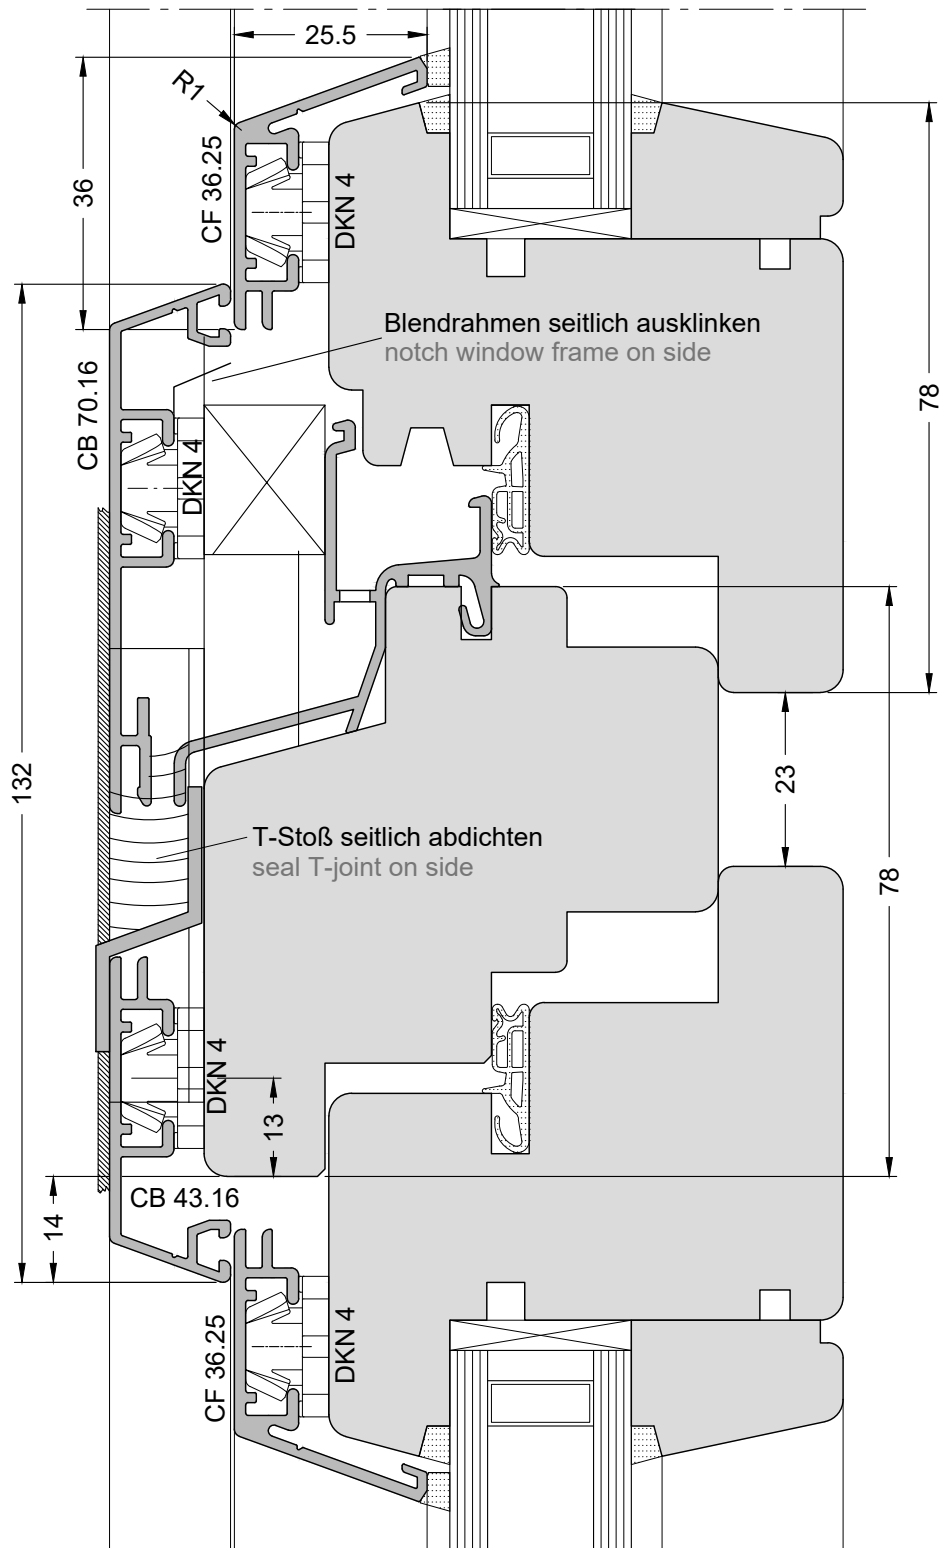 25.5
R1
36
CF 36.25
DKN 4
78
Blendrahmen seitlich ausklinken
notch window frame on side
CB 70.16
DKN 4
132
23
T-Stoß seitlich abdichten
seal T-joint on side
78
DKN 4
13
CB 43.16
14
CF 36.25
DKN 4